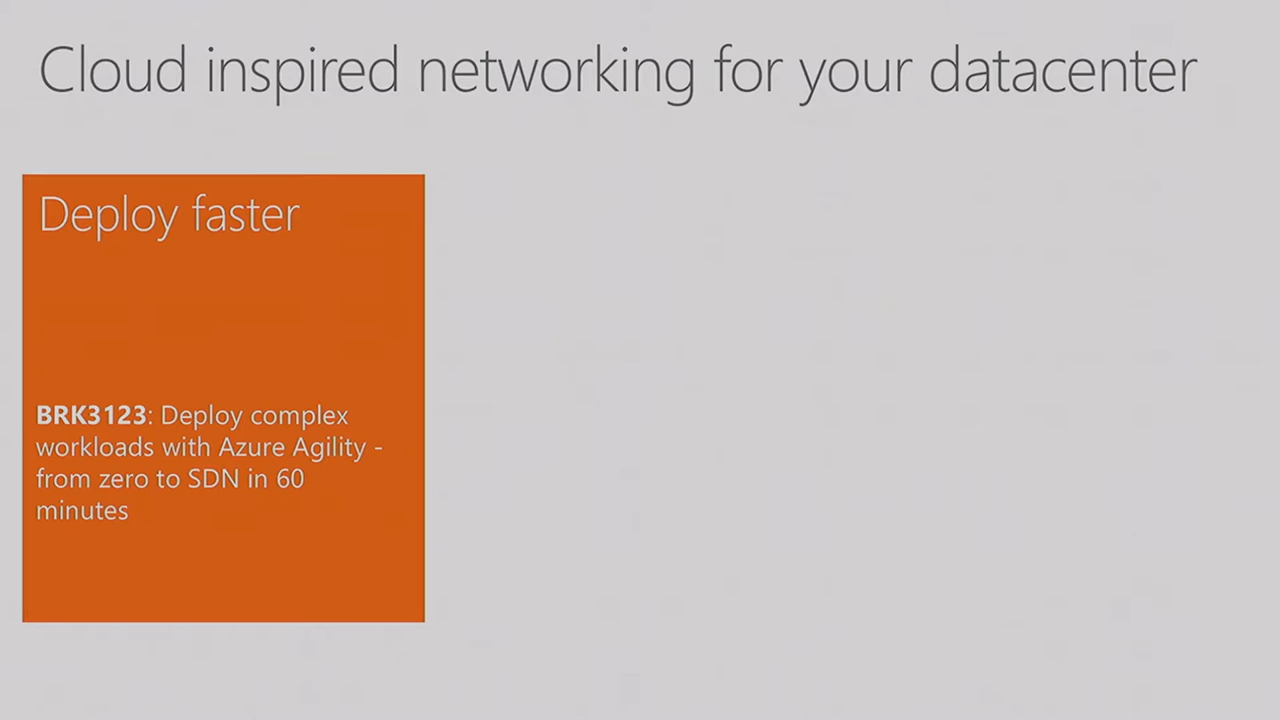 Cloud inspired networking for your datacenter
Deploy faster
BRK3123: Deploy complex
workloads with Azure Agility -
from zero to SDN in 60
minutes